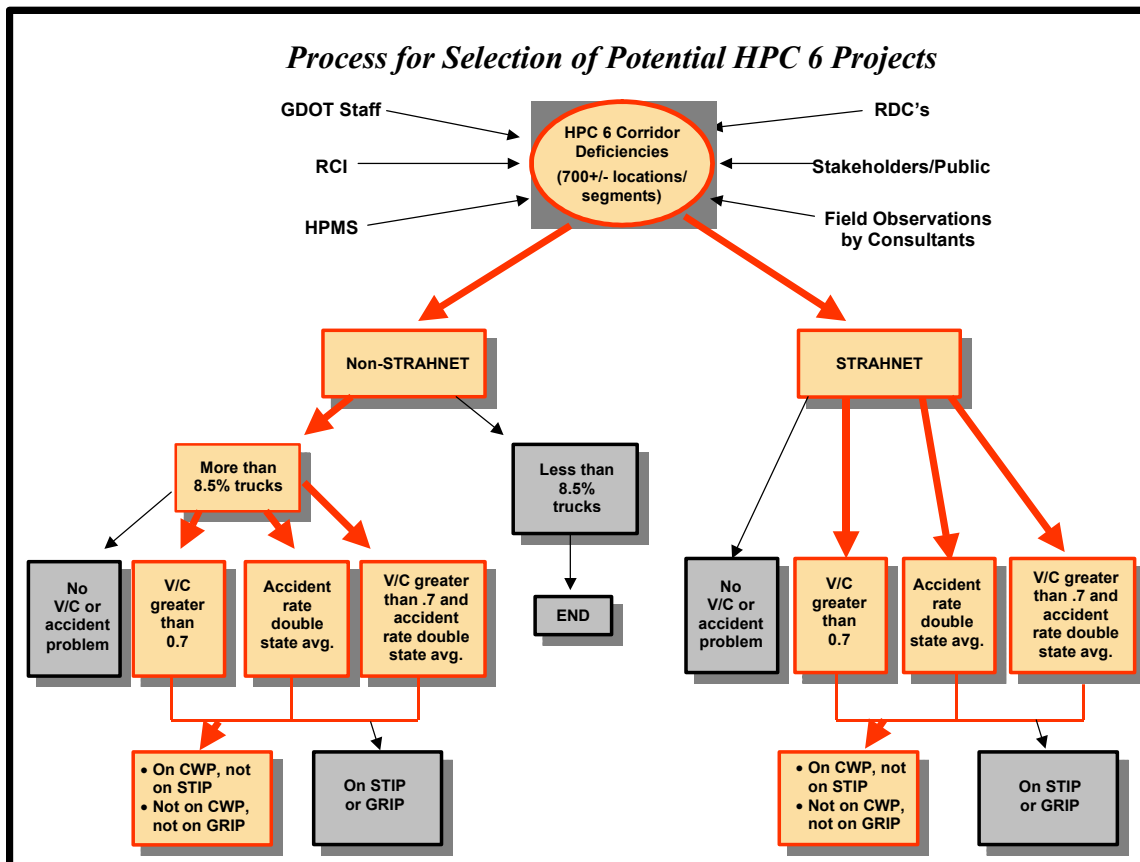 Process for Selection of Potential HPC 6 Projects
GDOT Staff
RCI
HPMS
HPC 6 Corridor
Deficiencies
(700+/- locations/
segments)
RDC's
Stakeholders/Public
Field Observations
by Consultants
Non-STRAHNET
STRAHNET
More than
8.5% trucks
Less than
8.5%
trucks
END
No
V/C or
accident
problem
V/C
greater
than
0.7
Accident
rate
double
state avg.
V/C greater
than .7 and
accident
rate double
state avg.
No
V/C or
accident
problem
V/C
greater
than
0.7
Accident
rate
double
state avg.
V/C greater
than .7 and
accident
rate double
state avg.
• On CWP, not
on STIP
• Not on CWP,
not on GRIP
On STIP
or GRIP
• On CWP, not
on STIP
• Not on CWP,
not on GRIP
On STIP
or GRIP